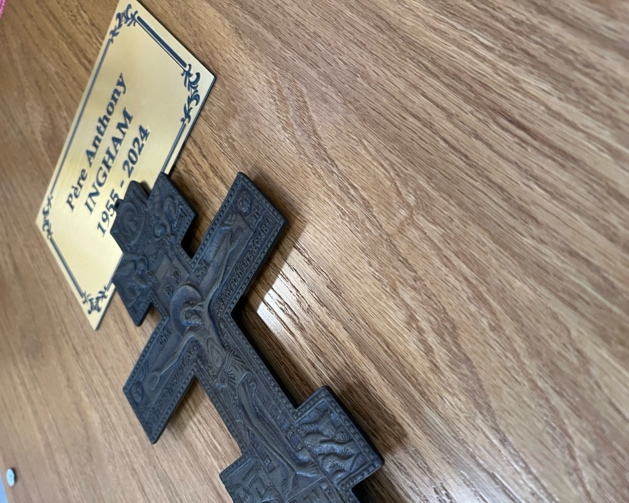 Père Anthony
INGHAM
1955 - 2024